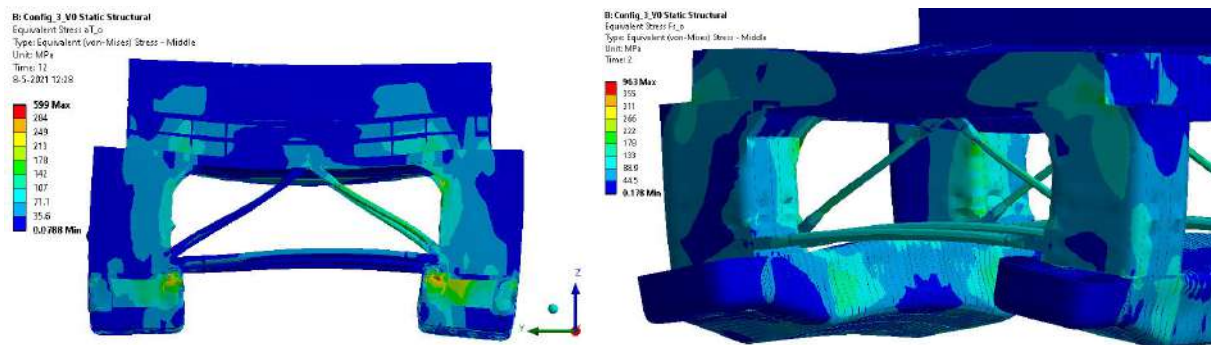 B: Config_3_V0 Static Structural
Equivalent Stress aT_o
Type: Equivalent (von-Mises) Stress - Middle
Unit: MPa
Time: 12
8-5-2021 12:28
599 Max
284
249
213
178
142
107
71.1
35.6
0.0788 Min
Z
Y
B: Config_3_V0 Static Structural
Equivalent Stress Fs_o
Type: Equivalent (von-Mises) Stress - Middle
Unit: MPa
Time: 2
963 Max
355
311
266
222
178
133
88.9
44.5
0.178 Min